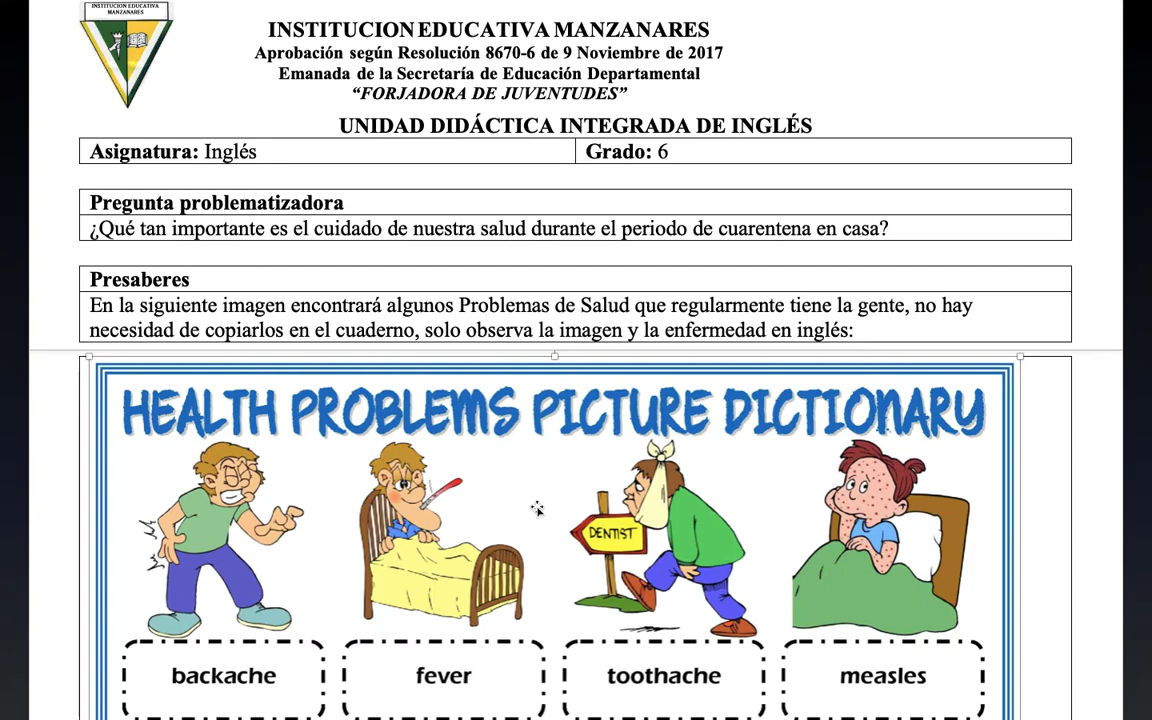 INSTITUCION EDUCATIVA
MANZANARES
INSTITUCION EDUCATIVA MANZANARES
Aprobación según Resolución 8670-6 de 9 Noviembre de 2017
Emanada de la Secretaría de Educación Departamental
“FORJADORA DE JUVENTUDES”
UNIDAD DIDÁCTICA INTEGRADA DE INGLÉS
Asignatura: Inglés Grado: 6
Pregunta problematizadora
¿Qué tan importante es el cuidado de nuestra salud durante el periodo de cuarentena en casa?
Presaberes
En la siguiente imagen encontrará algunos Problemas de Salud que regularmente tiene la gente, no hay
necesidad de copiarlos en el cuaderno, solo observa la imagen y la enfermedad en inglés:
HEALTH PROBLEMS PICTURE DICTIONARY
DENTIST
backache fever toothache measles